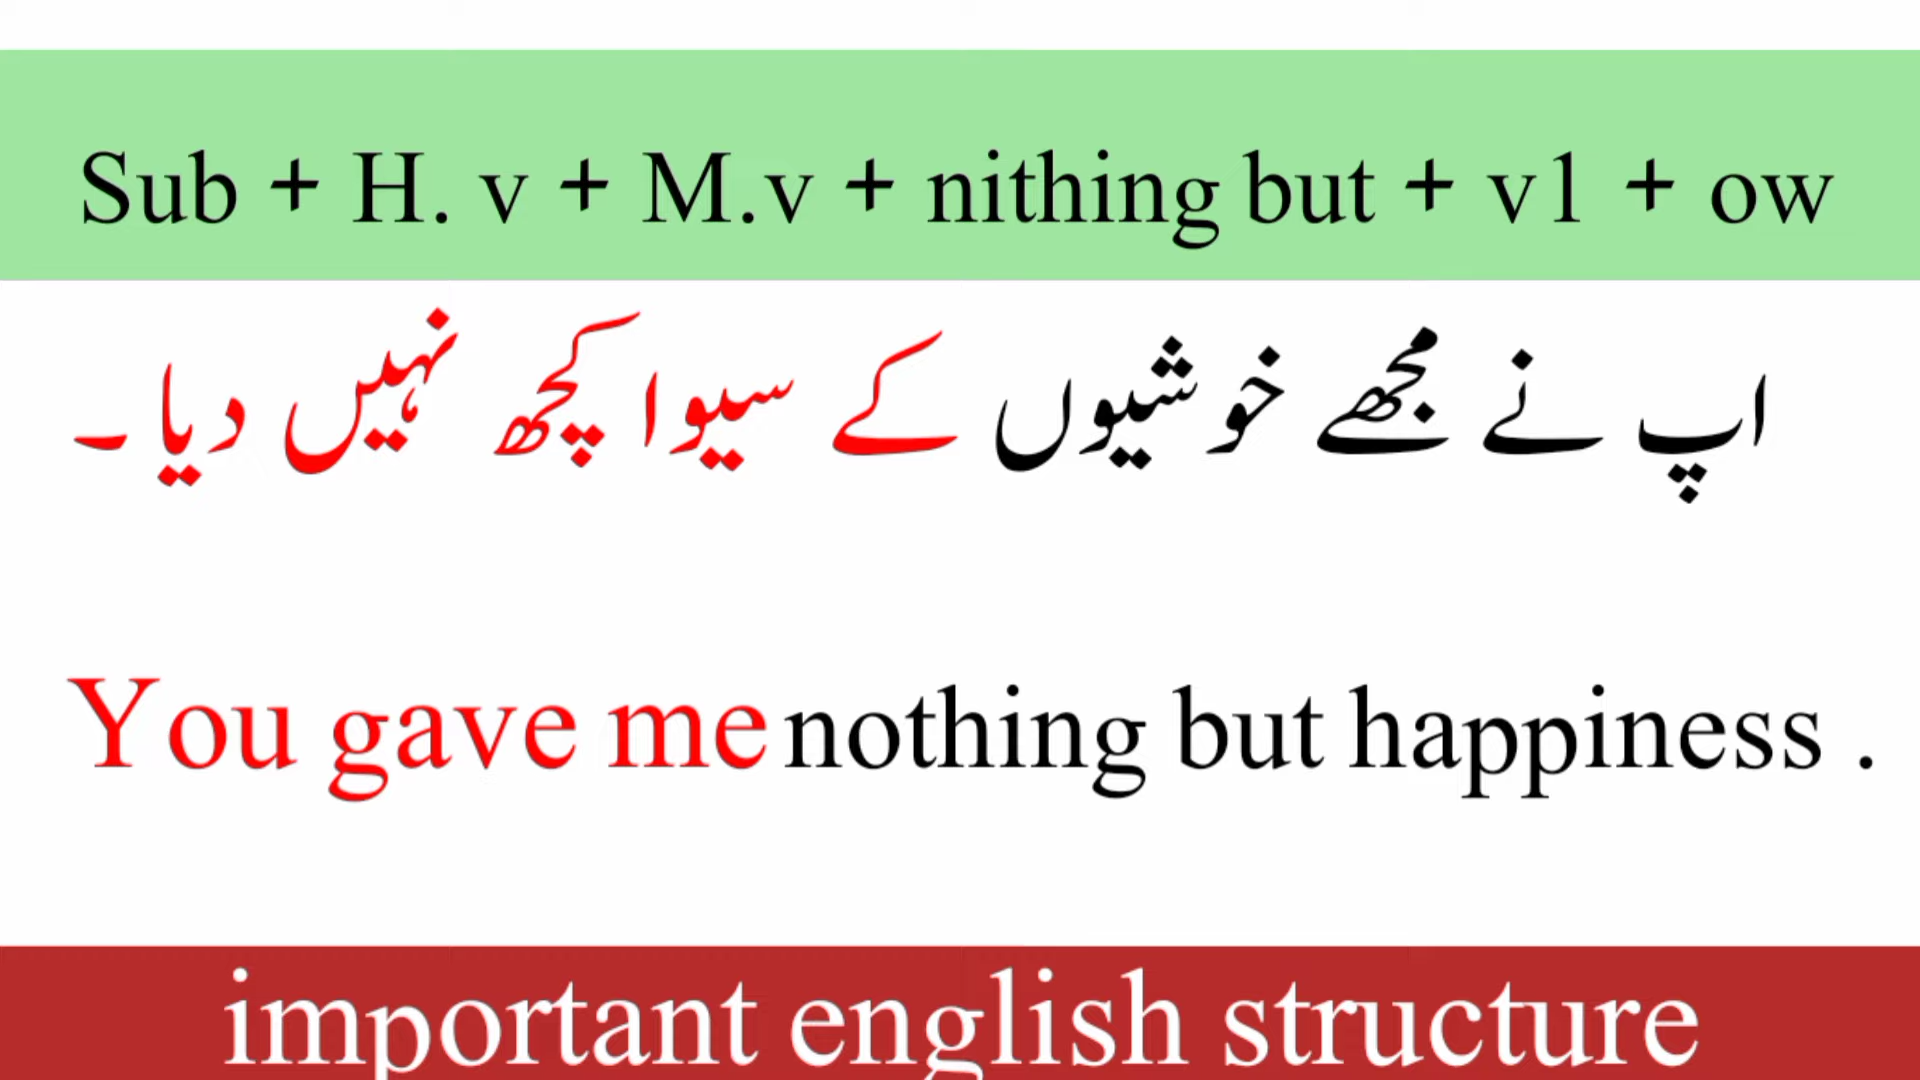 Sub + H. v + M.v + nithing but + v1 + ow
اپ نے مجھے خوشیوں کے سیوا کچھ نہیں دیا ۔
You gave me nothing but happiness .
important english structure